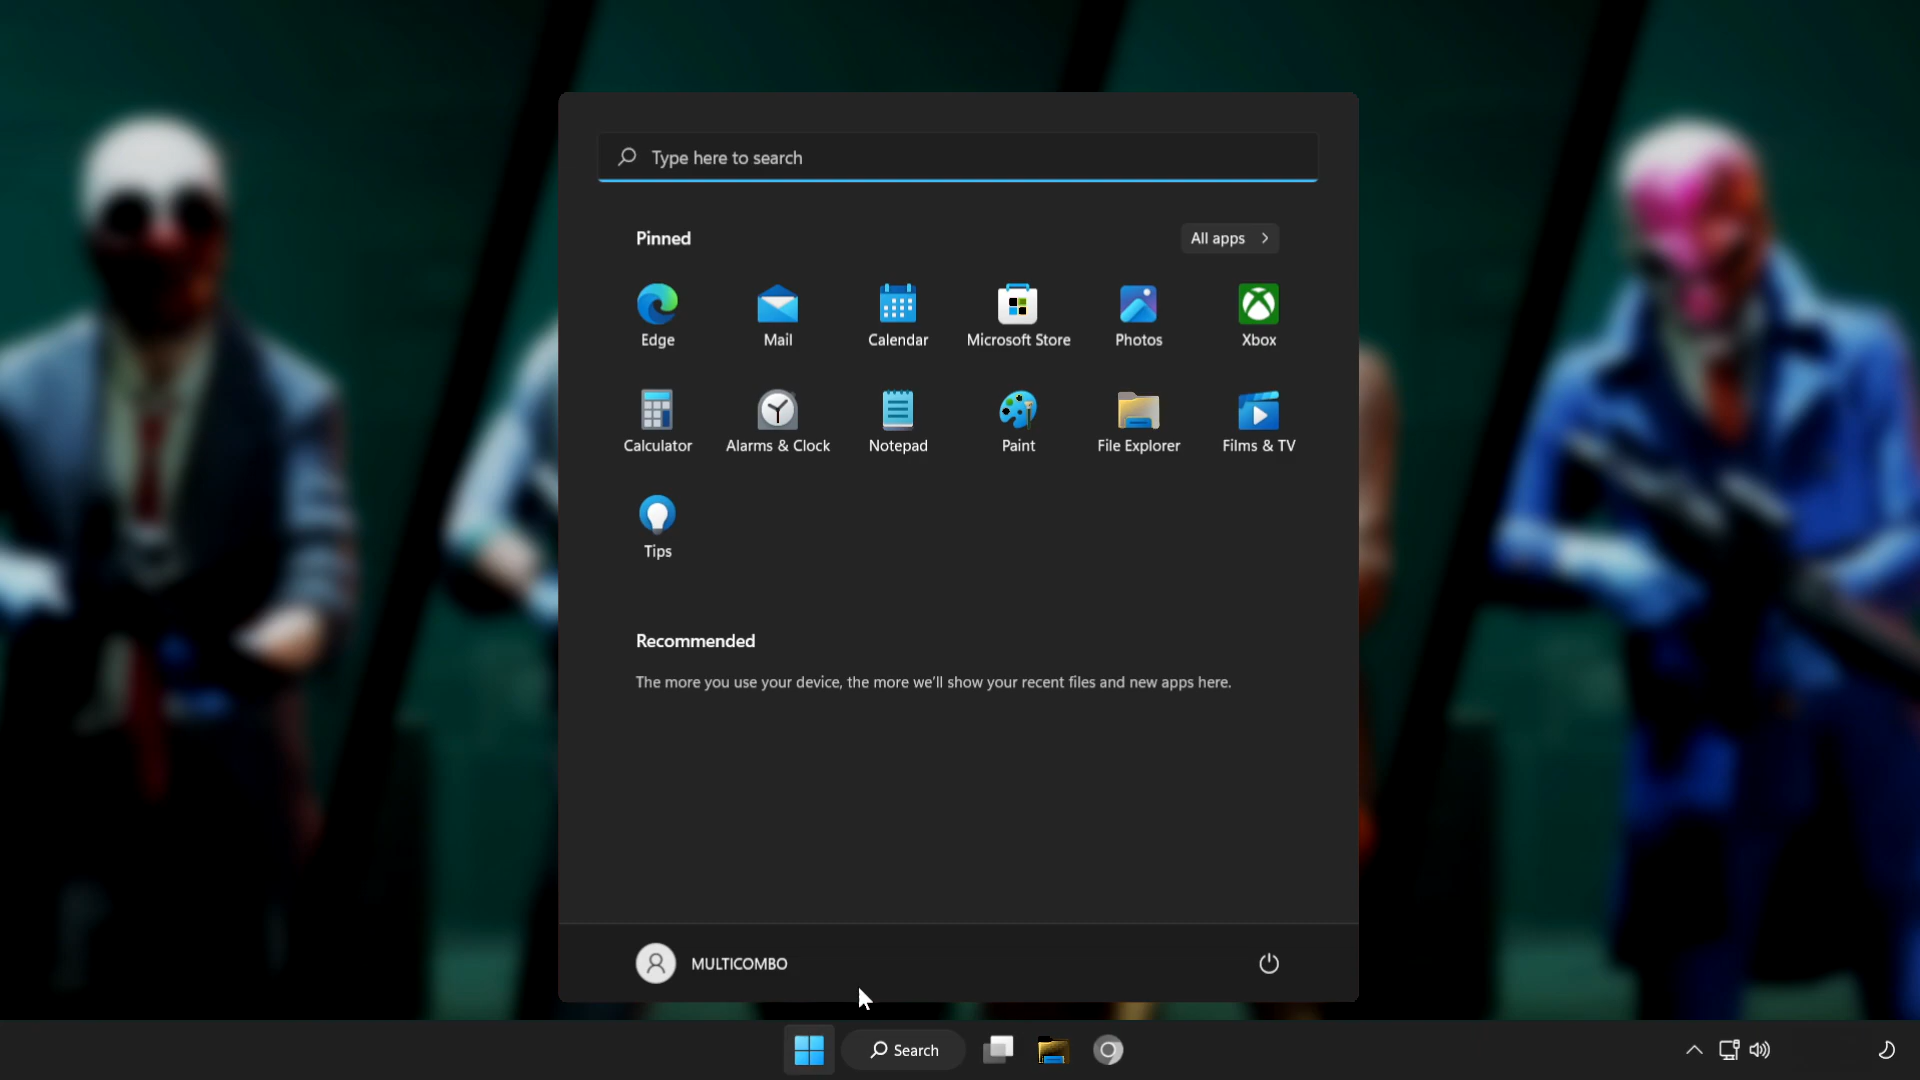 Type here to search
Pinned
All apps
Edge
Mail
Calendar
Microsoft Store
Photos
Xbox
Calculator
Alarms & Clock
Notepad
Paint
File Explorer
Films & TV
Tips
Recommended
The more you use your device, the more we'll show your recent files and new apps here.
MULTICOMBO
Search